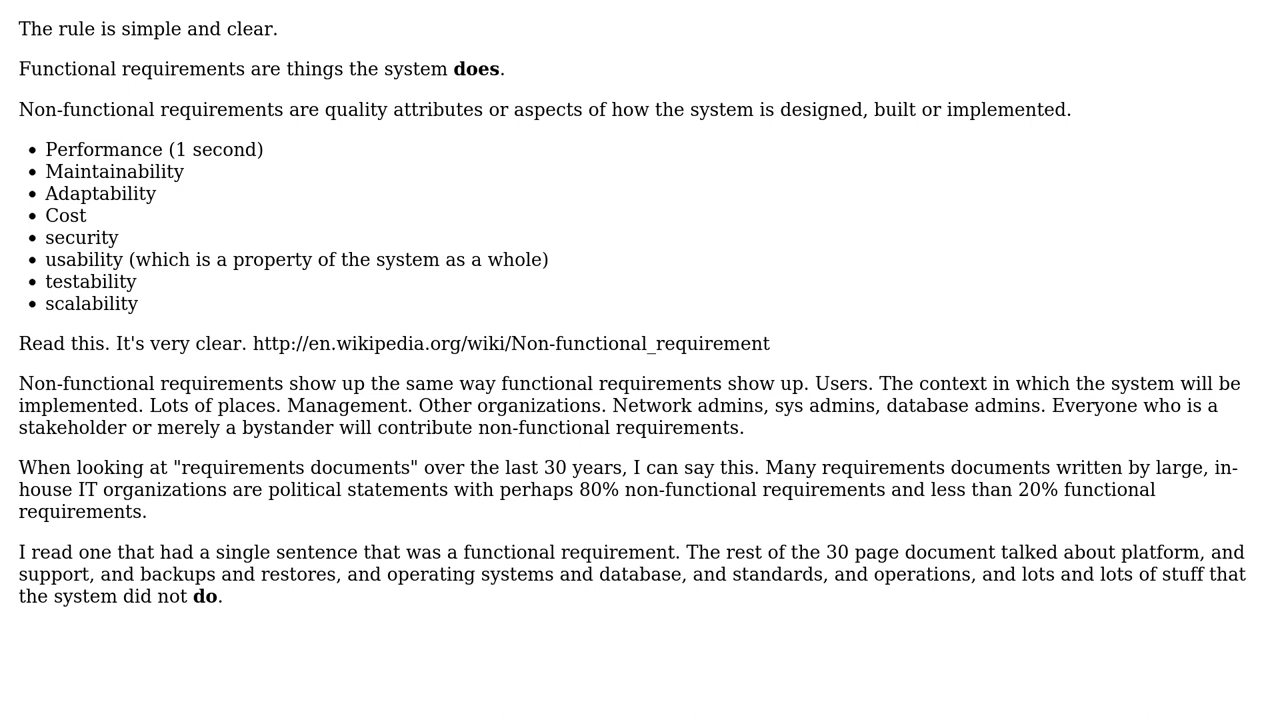 The rule is simple and clear.
Functional requirements are things the system does.
Non-functional requirements are quality attributes or aspects of how the system is designed, built or implemented.
• Performance (1 second)
• Maintainability
• Adaptability
• Cost
• security
• usability (which is a property of the system as a whole)
• testability
• scalability
Read this. It's very clear. http://en.wikipedia.org/wiki/Non-functional_requirement
Non-functional requirements show up the same way functional requirements show up. Users. The context in which the system will be
implemented. Lots of places. Management. Other organizations. Network admins, sys admins, database admins. Everyone who is a
stakeholder or merely a bystander will contribute non-functional requirements.
When looking at "requirements documents" over the last 30 years, I can say this. Many requirements documents written by large, in-
house IT organizations are political statements with perhaps 80% non-functional requirements and less than 20% functional
requirements.
I read one that had a single sentence that was a functional requirement. The rest of the 30 page document talked about platform, and
support, and backups and restores, and operating systems and database, and standards, and operations, and lots and lots of stuff that
the system did not do.